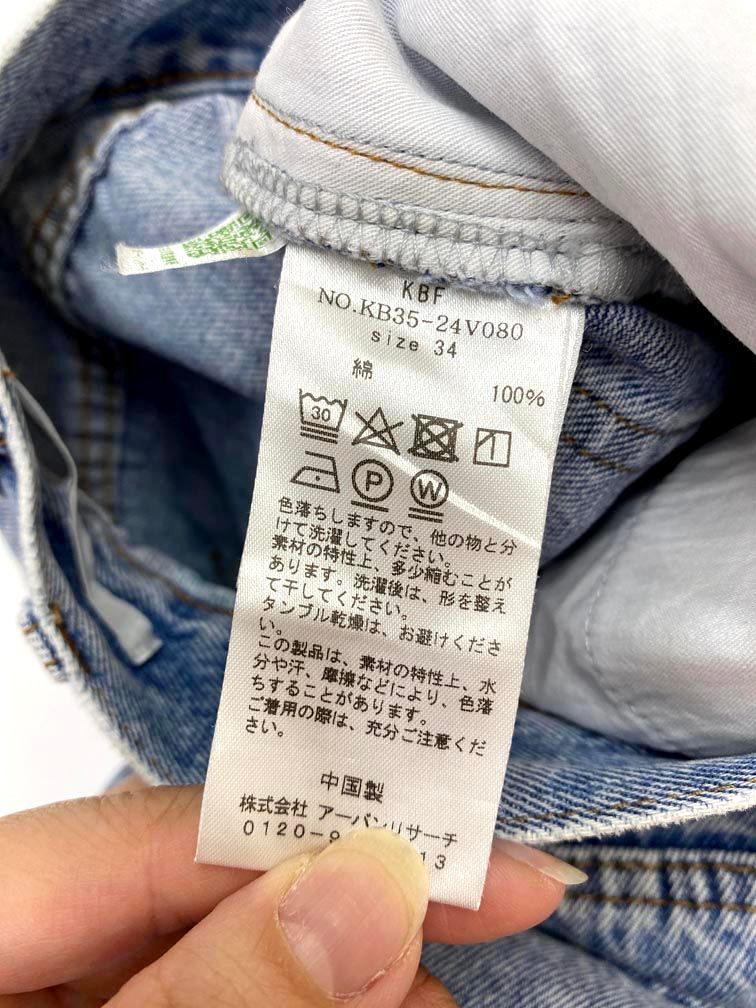 KBF
NO.KB35-24V080
size 34
綿 100%
30
P W
色落ちしますので、他の物と分
けて洗濯してください。
素材の特性上、多少縮むことが
あります。洗濯後は、形を整え
て干してください。
タンブル乾燥は、お避けくださ
い。
この製品は、素材の特性上、水
分や汗、摩擦などにより、色落
ちすることがあります。
ご着用の際は、充分ご注意くだ
さい。
中国製
株式会社 アーバンリサーチ
0120-9 13